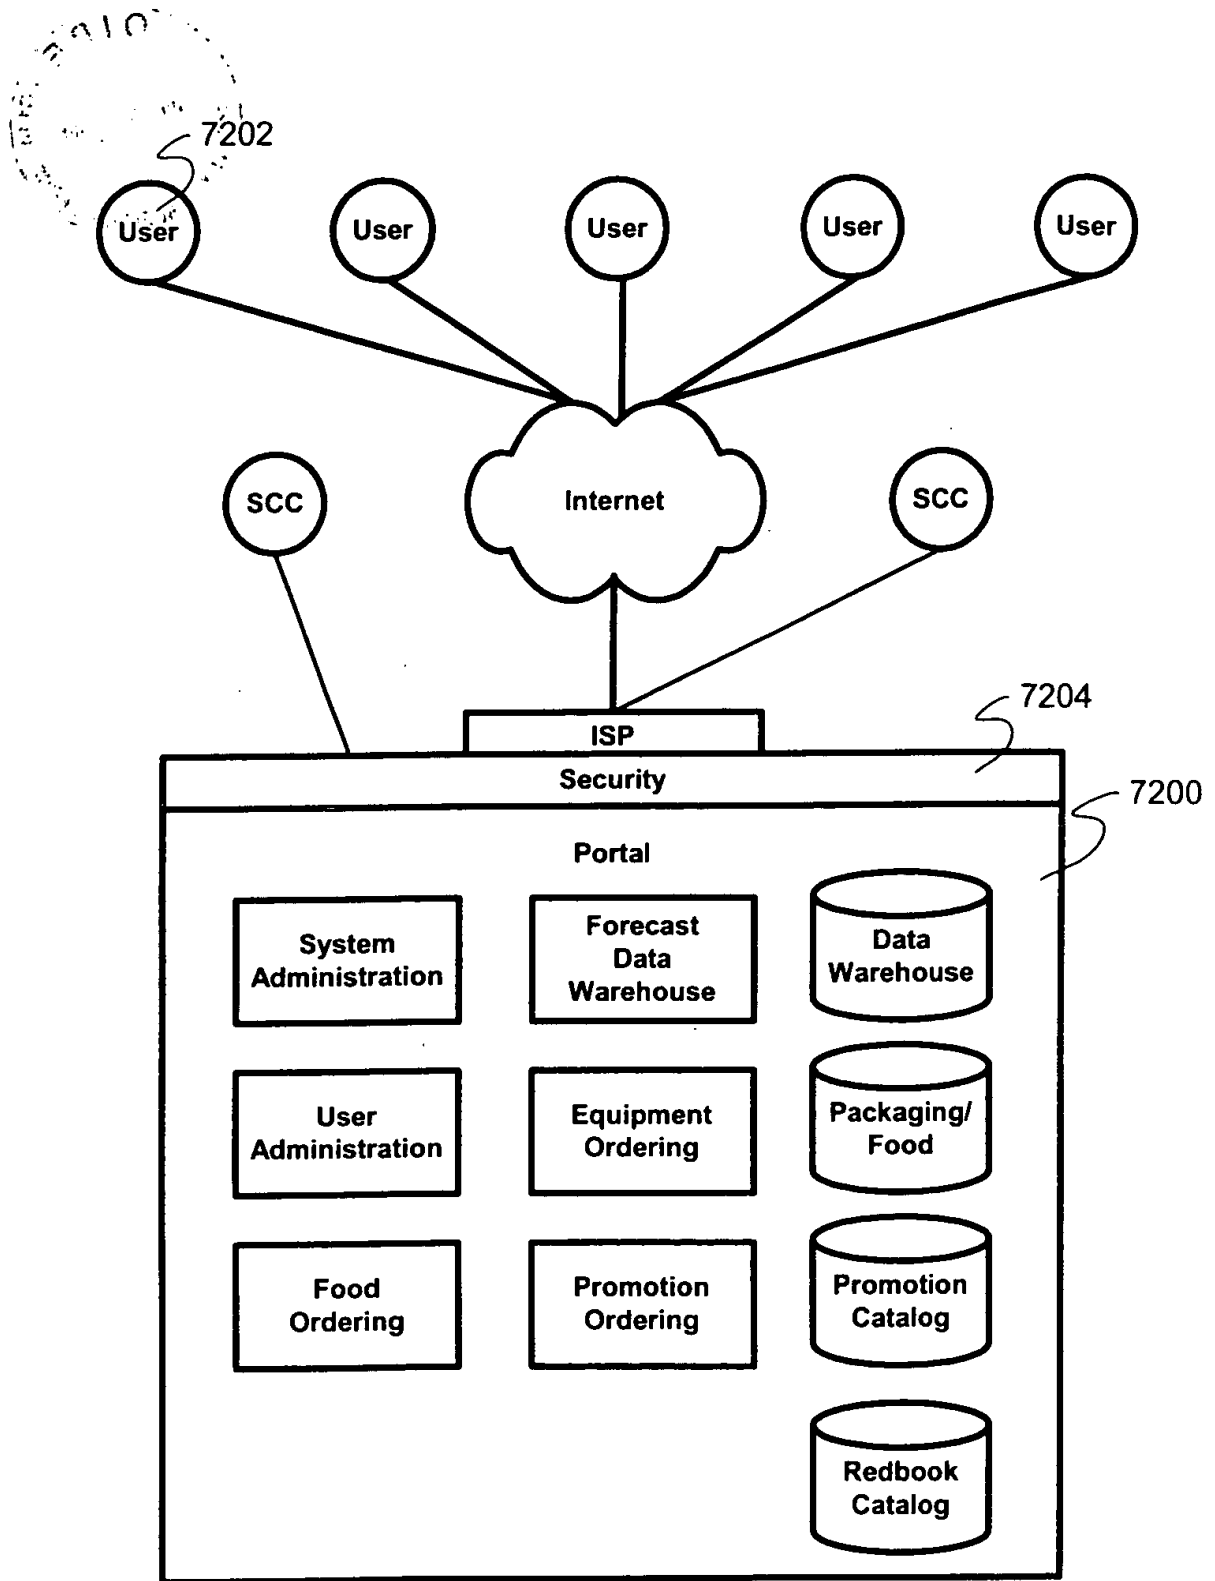 7202
User
User
User
User
User
SCC
Internet
SCC
7204
ISP
Security
7200
Portal
System
Administration
Forecast
Data
Warehouse
Data
Warehouse
User
Administration
Equipment
Ordering
Packaging/
Food
Food
Ordering
Promotion
Ordering
Promotion
Catalog
Redbook
Catalog